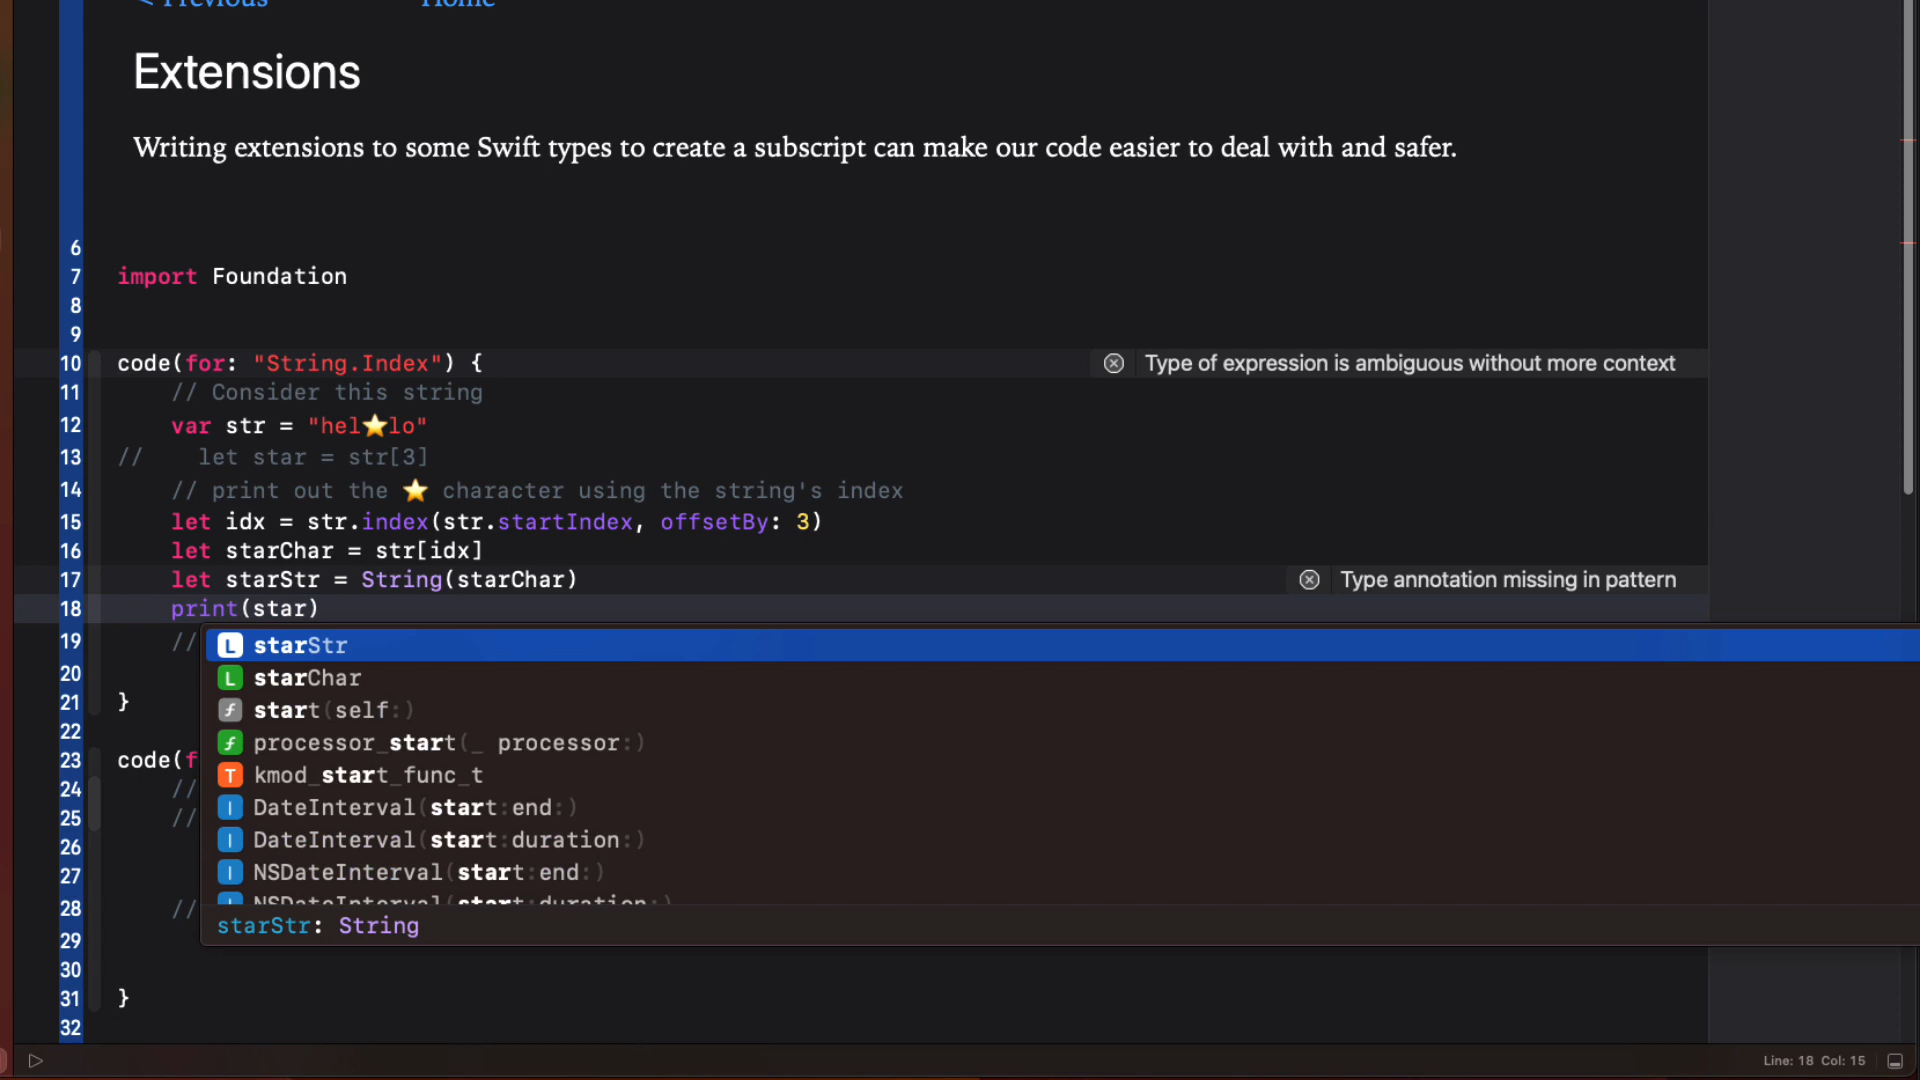 < Previous Home
Extensions
Writing extensions to some Swift types to create a subscript can make our code easier to deal with and safer.
6
7 import Foundation
8
9
10 code(for: "String.Index") { Type of expression is ambiguous without more context
11 // Consider this string
12 var str = "hel⭐lo"
13 // let star = str[3]
14 // print out the ⭐ character using the string's index
15 let idx = str.index(str.startIndex, offsetBy: 3)
16 let starChar = str[idx]
17 let starStr = String(starChar) Type annotation missing in pattern
18 print(star)
19 //
L starStr
20
L starChar
21 }
f start(self:)
22
f processor_start(_ processor:)
23 code(f
T kmod_start_func_t
24 //
I DateInterval(start:end:)
25 //
I DateInterval(start:duration:)
26
27
I NSDateInterval(start:end:)
28 //
I NSDateInterval(start:duration:)
starStr: String
29
30
31 }
32
Line: 18 Col: 15